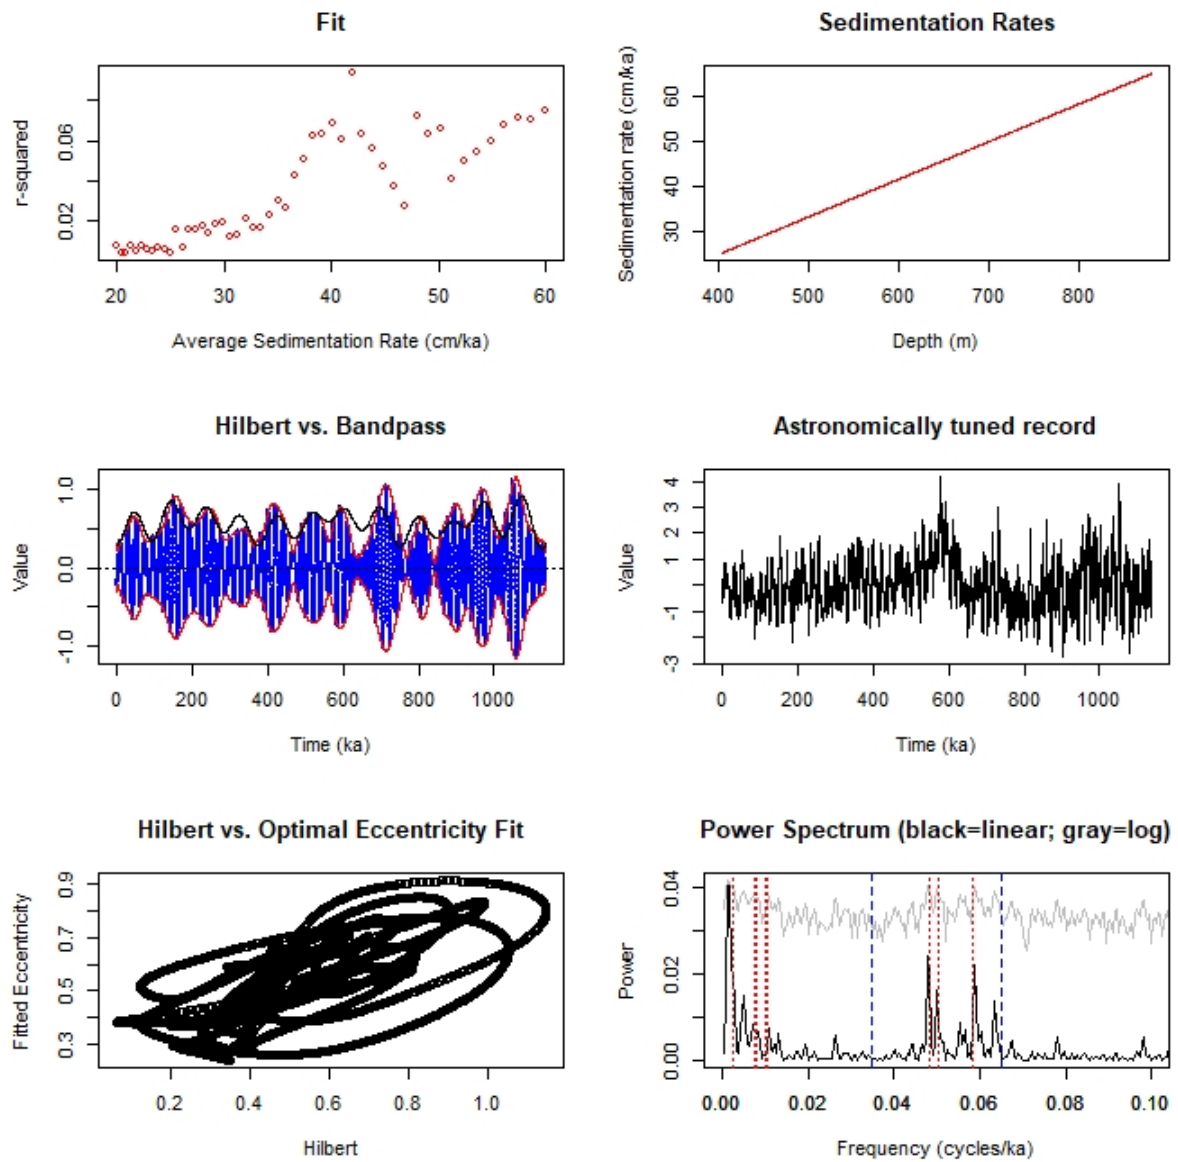 Fit
r-squared
0.06
0.02
20 30 40 50 60
Average Sedimentation Rate (cm/ka)
Sedimentation Rates
Sedimentation rate (cm/ka)
60
50
40
30
400 500 600 700 800
Depth (m)
Hilbert vs. Bandpass
Value
1.0
0.0
-1.0
0 200 400 600 800 1000
Time (ka)
Astronomically tuned record
Value
4
3
2
1
-1
-3
0 200 400 600 800 1000
Time (ka)
Hilbert vs. Optimal Eccentricity Fit
Fitted Eccentricity
0.9
0.7
0.5
0.3
0.2 0.4 0.6 0.8 1.0
Hilbert
Power Spectrum (black=linear; gray=log)
Power
0.04
0.02
0.00
0.00 0.02 0.04 0.06 0.08 0.10
Frequency (cycles/ka)